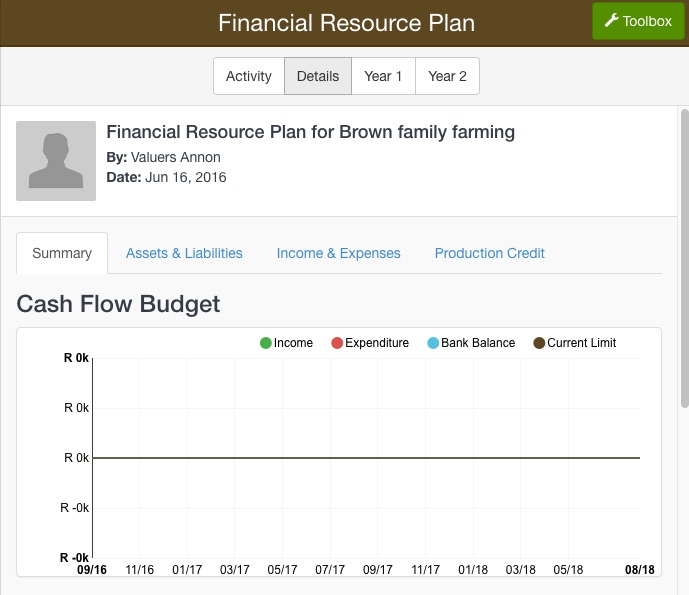 Financial Resource Plan
Toolbox
Activity Details Year 1 Year 2
Financial Resource Plan for Brown family farming
By: Valuers Annon
Date: Jun 16, 2016
Summary Assets & Liabilities Income & Expenses Production Credit
Cash Flow Budget
Income Expenditure Bank Balance Current Limit
R 0k
R 0k
R 0k
R -0k
R -0k
09/16 11/16 01/17 03/17 05/17 07/17 09/17 11/17 01/18 03/18 05/18 08/18